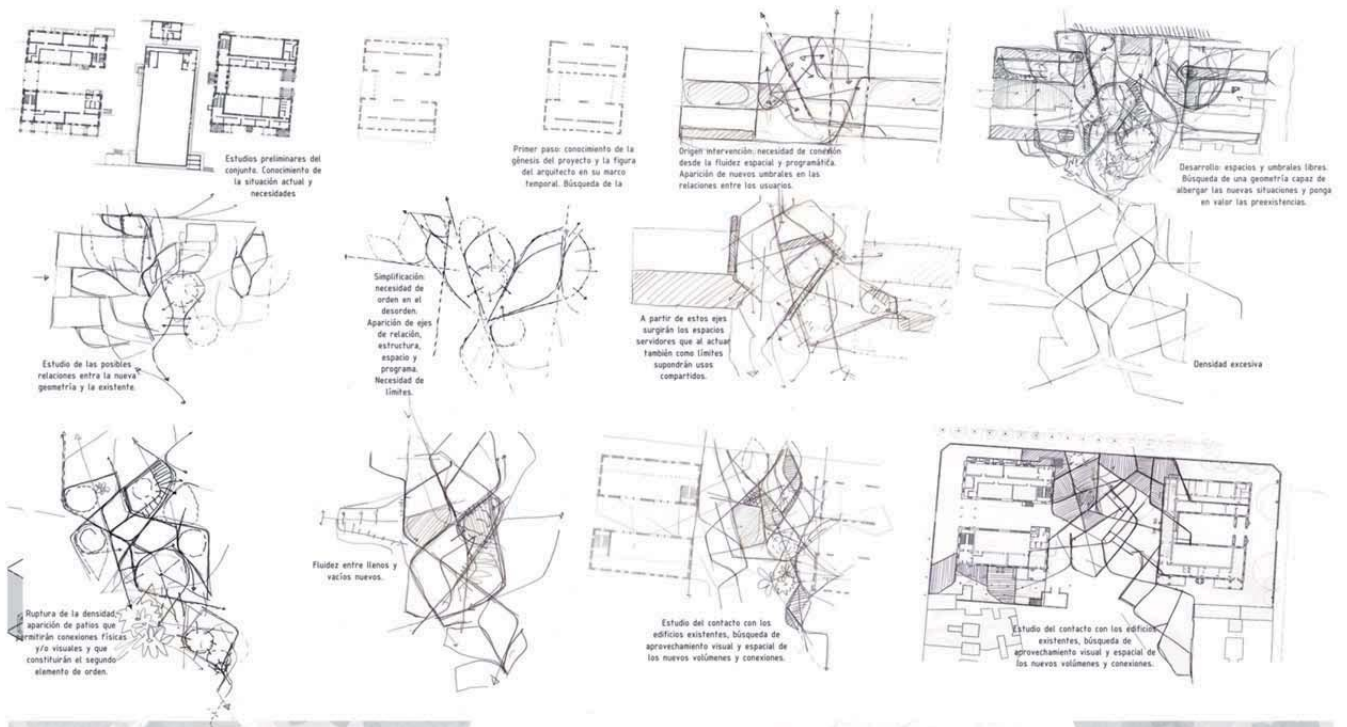 Estudios preliminares del
conjunto. Conocimiento de
la situación actual y
necesidades
Primer paso: conocimiento de la
génesis del proyecto y la figura
del arquitecto en su marco
temporal. Búsqueda de la
Origen intervención: necesidad de conexión
desde la fluidez espacial y programática.
Aparición de nuevos umbrales en las
relaciones entre los usuarios.
Desarrollo: espacios y umbrales libres.
Búsqueda de una geometría capaz de
albergar las nuevas situaciones y ponga
en valor las preexistencias.
Estudio de las posibles
relaciones entra la nueva
geometría y la existente.
Simplificación:
necesidad de
orden en el
desorden.
Aparición de ejes
de relación,
estructura,
espacio y
programa.
Necesidad de
límites.
A partir de estos ejes
surgirán los espacios
servidores que al actuar
también como límites
supondrán usos
compartidos.
Densidad excesiva
Ruptura de la densidad,
aparición de patios que
permitirán conexiones físicas
y/o visuales y que
constituirán el segundo
elemento de orden.
Fluidez entre llenos y
vacíos nuevos.
Estudio del contacto con los
edificios existentes, búsqueda de
aprovechamiento visual y espacial de
los nuevos volúmenes y conexiones.
Estudio del contacto con los edificios
existentes, búsqueda de
aprovechamiento visual y espacial de
los nuevos volúmenes y conexiones.